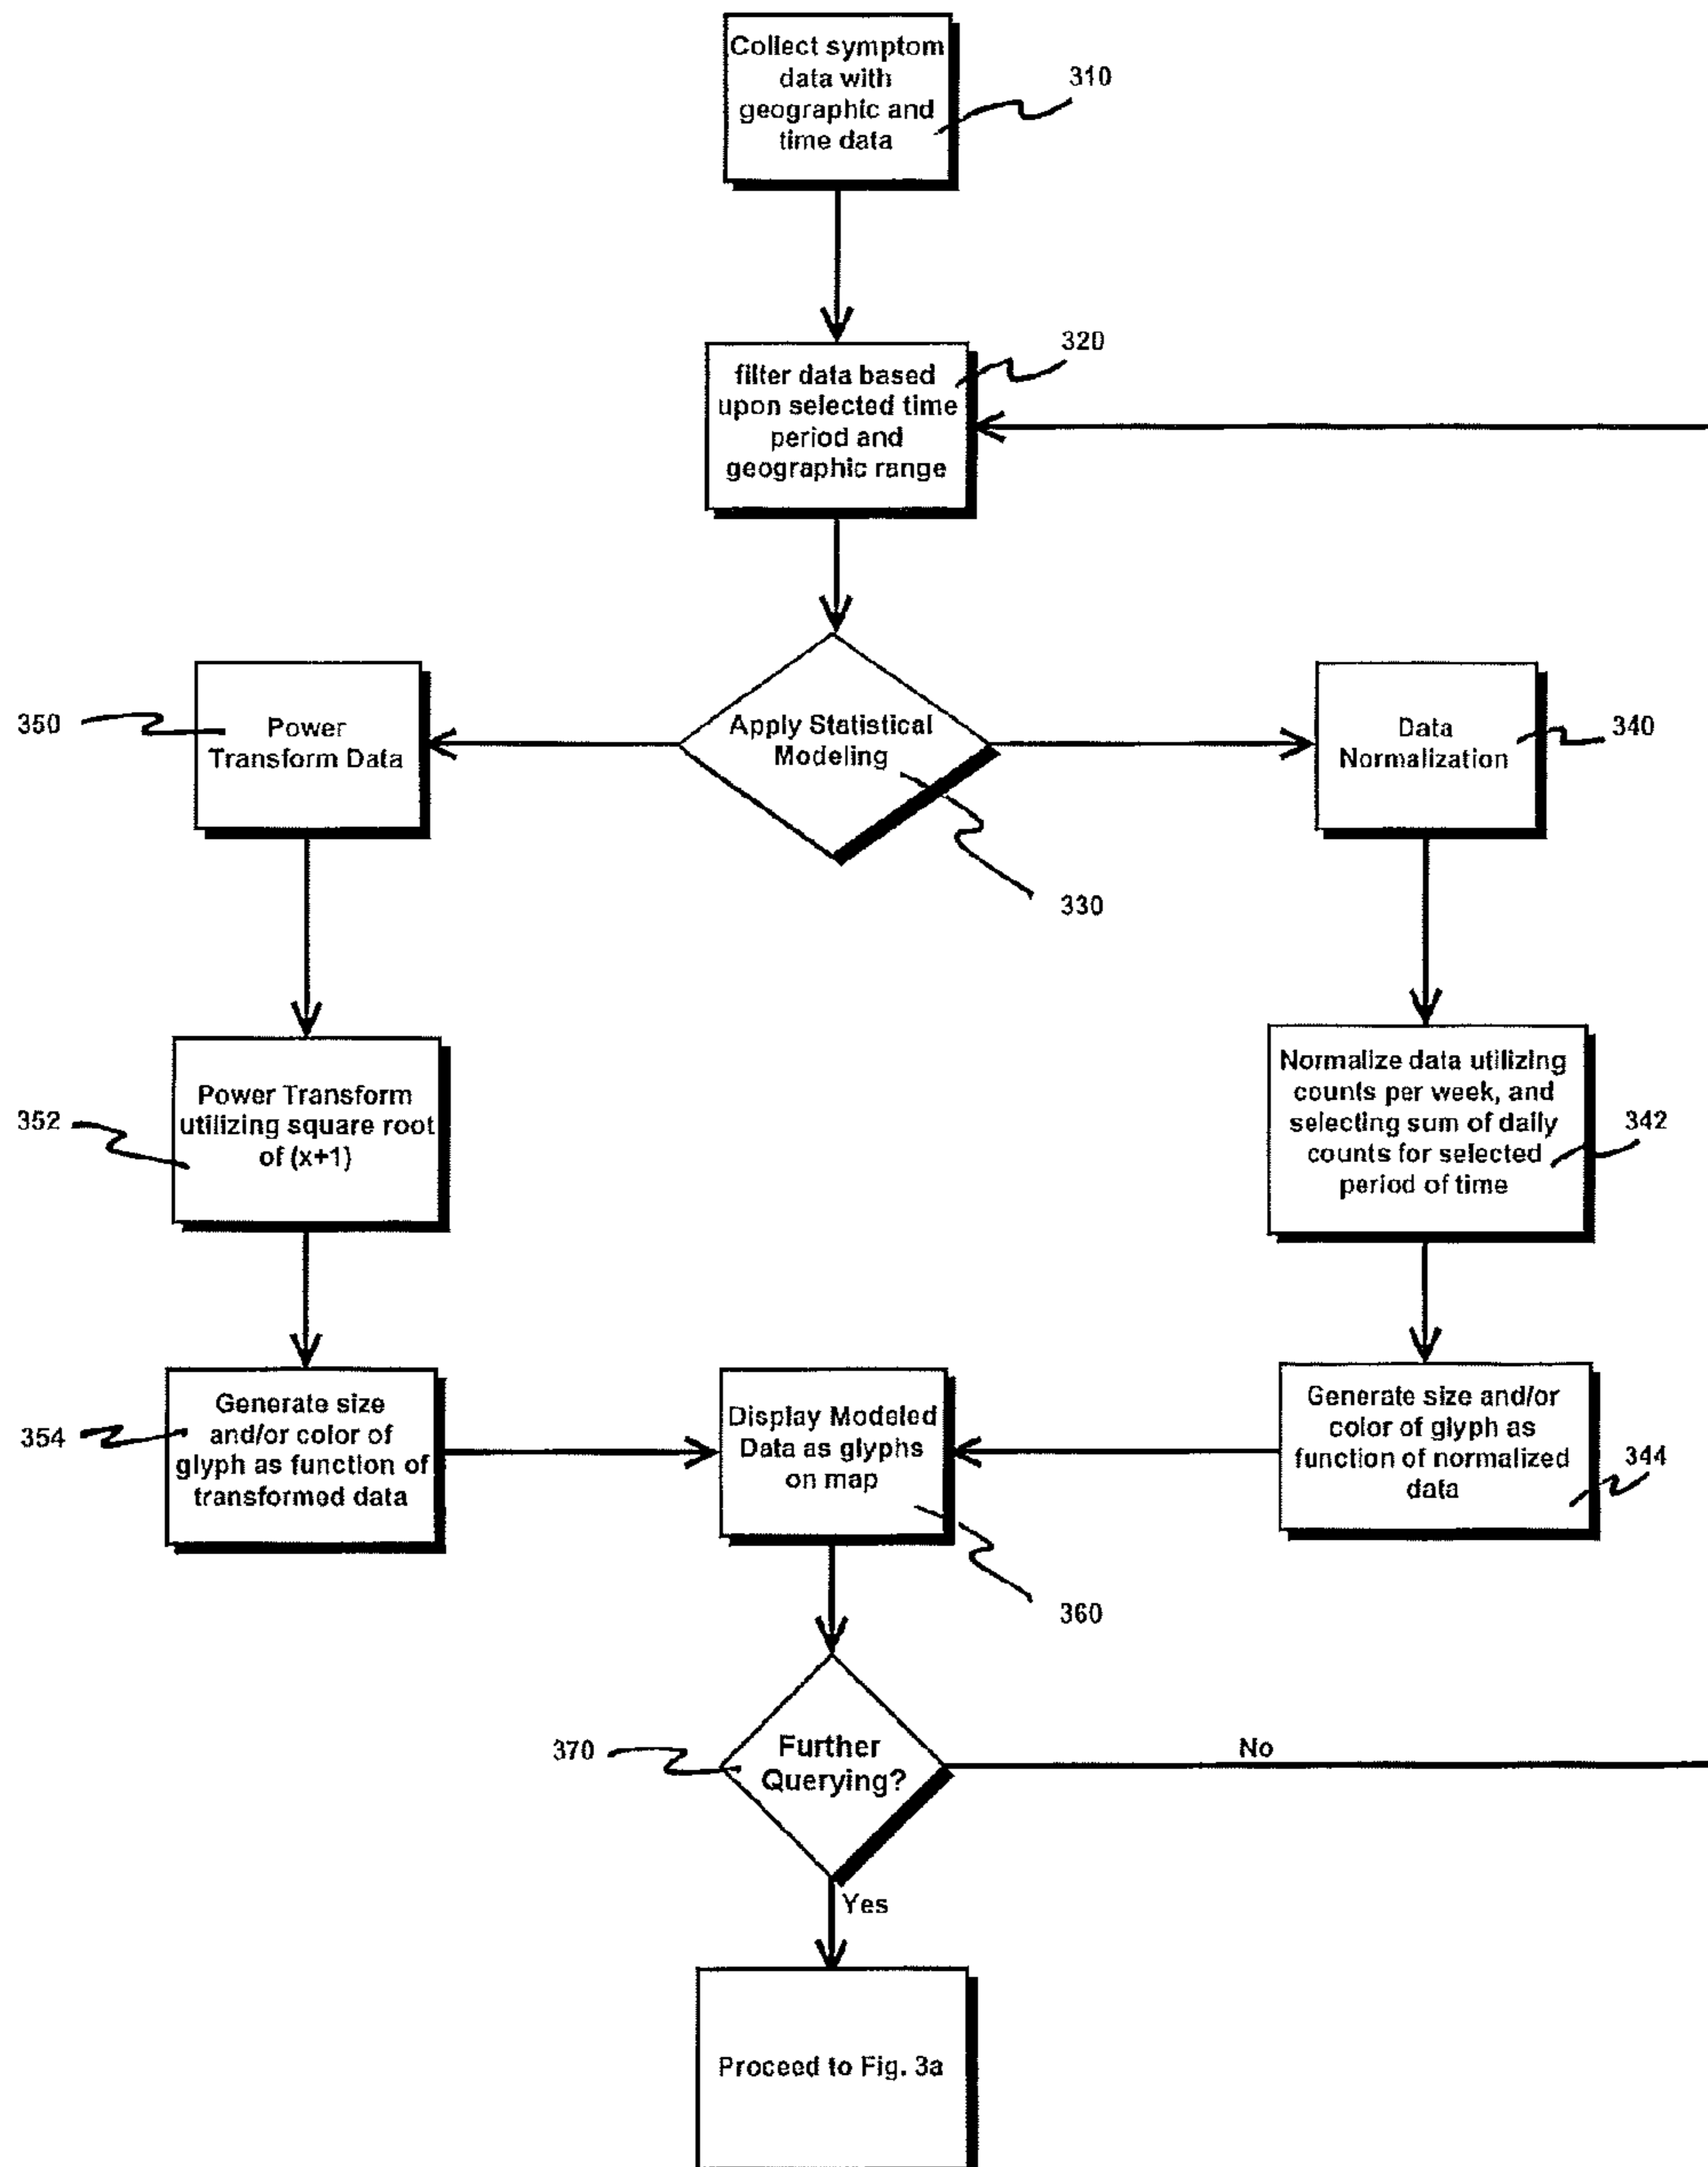 Collect symptom
data with
geographic and
time data
310
320
filter data based
upon selected time
period and
geographic range
350
Power
Transform Data
Apply Statistical
Modeling
330
Data
Normalization
340
352
Power Transform
utilizing square root
of (x+1)
Normalize data utilizing
counts per week, and
selecting sum of daily
counts for selected
period of time
342
354
Generate size
and/or color of
glyph as function of
transformed data
Display Modeled
Data as glyphs
on map
360
Generate size and/or
color of glyph as
function of normalized
data
344
370
Further
Querying?
No
Yes
Proceed to Fig. 3a